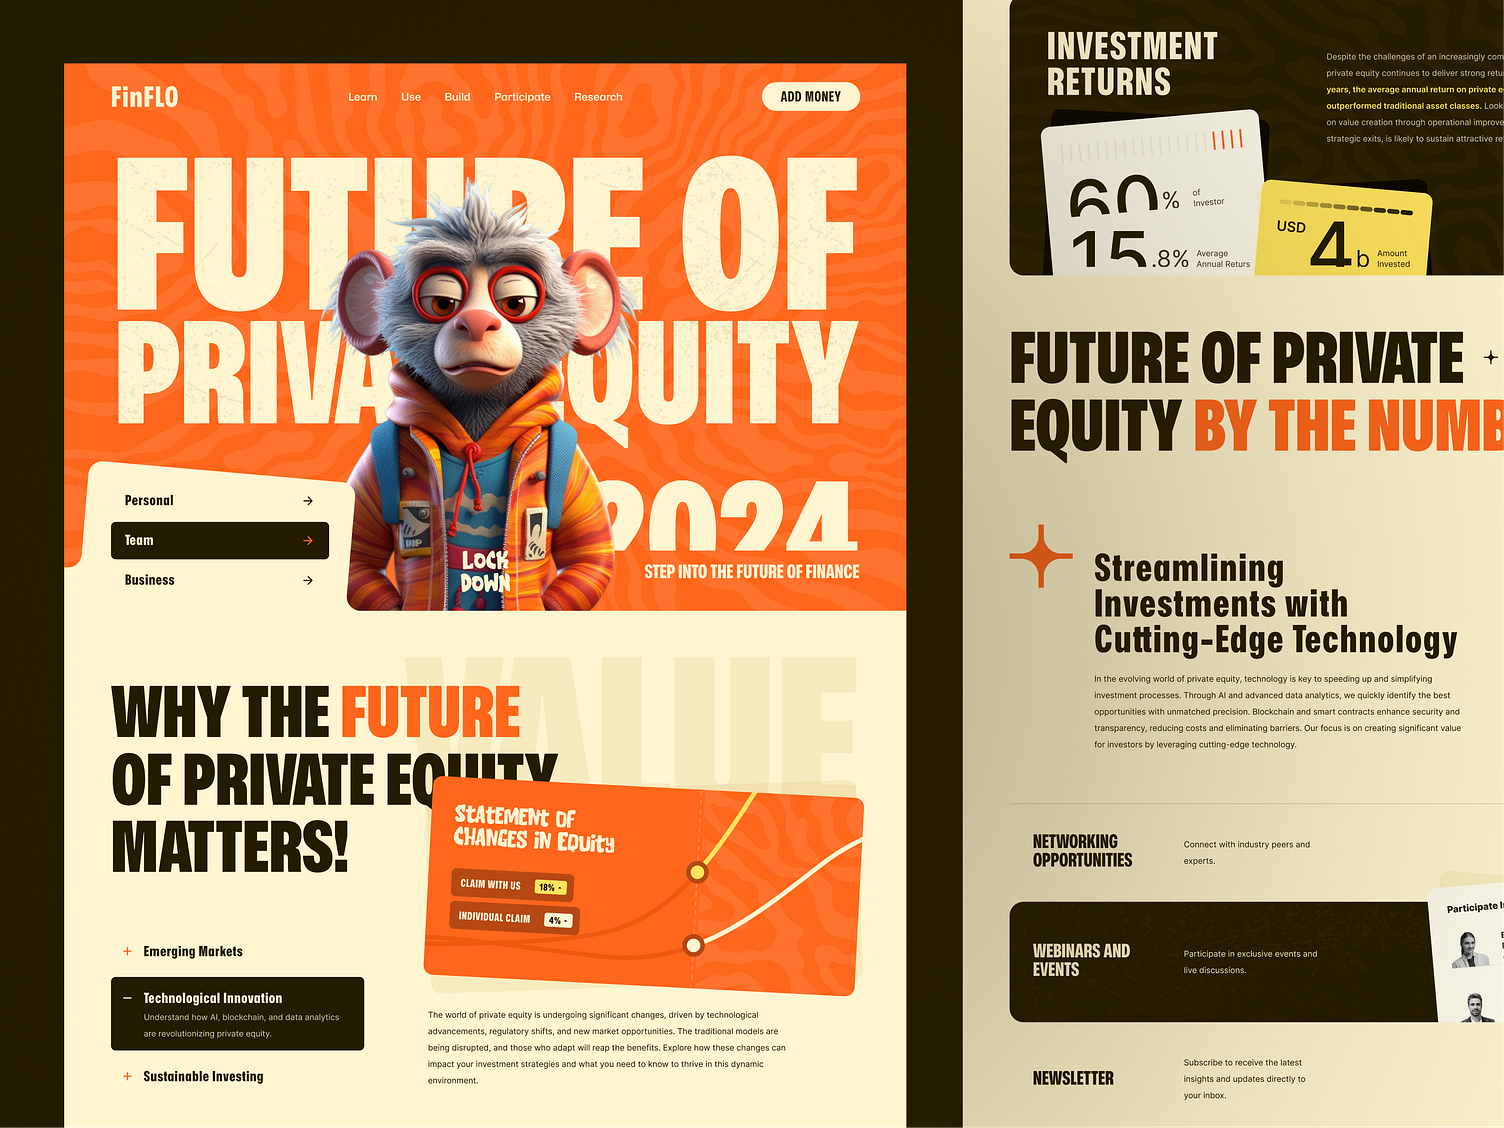 FinFLO
Learn Use Build Participate Research
ADD MONEY
FUTURE OF
PRIVA EQUITY
2024
STEP INTO THE FUTURE OF FINANCE
LOCK
DOWN
Personal
Team
Business
VALUE
WHY THE FUTURE
OF PRIVATE EQUITY
MATTERS!
STATEMENT OF
CHANGES IN EQUITY
CLAIM WITH US 18%
INDIVIDUAL CLAIM 4%
Emerging Markets
Technological Innovation
Understand how AI, blockchain, and data analytics
are revolutionizing private equity.
Sustainable Investing
The world of private equity is undergoing significant changes, driven by technological
advancements, regulatory shifts, and new market opportunities. The traditional models are
being disrupted, and those who adapt will reap the benefits. Explore how these changes can
impact your investment strategies and what you need to know to thrive in this dynamic
environment.
INVESTMENT
RETURNS
Despite the challenges of an increasingly com
private equity continues to deliver strong retu
years, the average annual return on private e
outperformed traditional asset classes. Look
on value creation through operational improve
strategic exits, is likely to sustain attractive re
60% of
Investor
15.8% Average
Annual Returs
USD 4b Amount
Invested
FUTURE OF PRIVATE
EQUITY BY THE NUMB
Streamlining
Investments with
Cutting-Edge Technology
In the evolving world of private equity, technology is key to speeding up and simplifying
investment processes. Through AI and advanced data analytics, we quickly identify the best
opportunities with unmatched precision. Blockchain and smart contracts enhance security and
transparency, reducing costs and eliminating barriers. Our focus is on creating significant value
for investors by leveraging cutting-edge technology.
NETWORKING
OPPORTUNITIES
Connect with industry peers and
experts.
WEBINARS AND
EVENTS
Participate in exclusive events and
live discussions.
Participate I
NEWSLETTER
Subscribe to receive the latest
insights and updates directly to
your inbox.